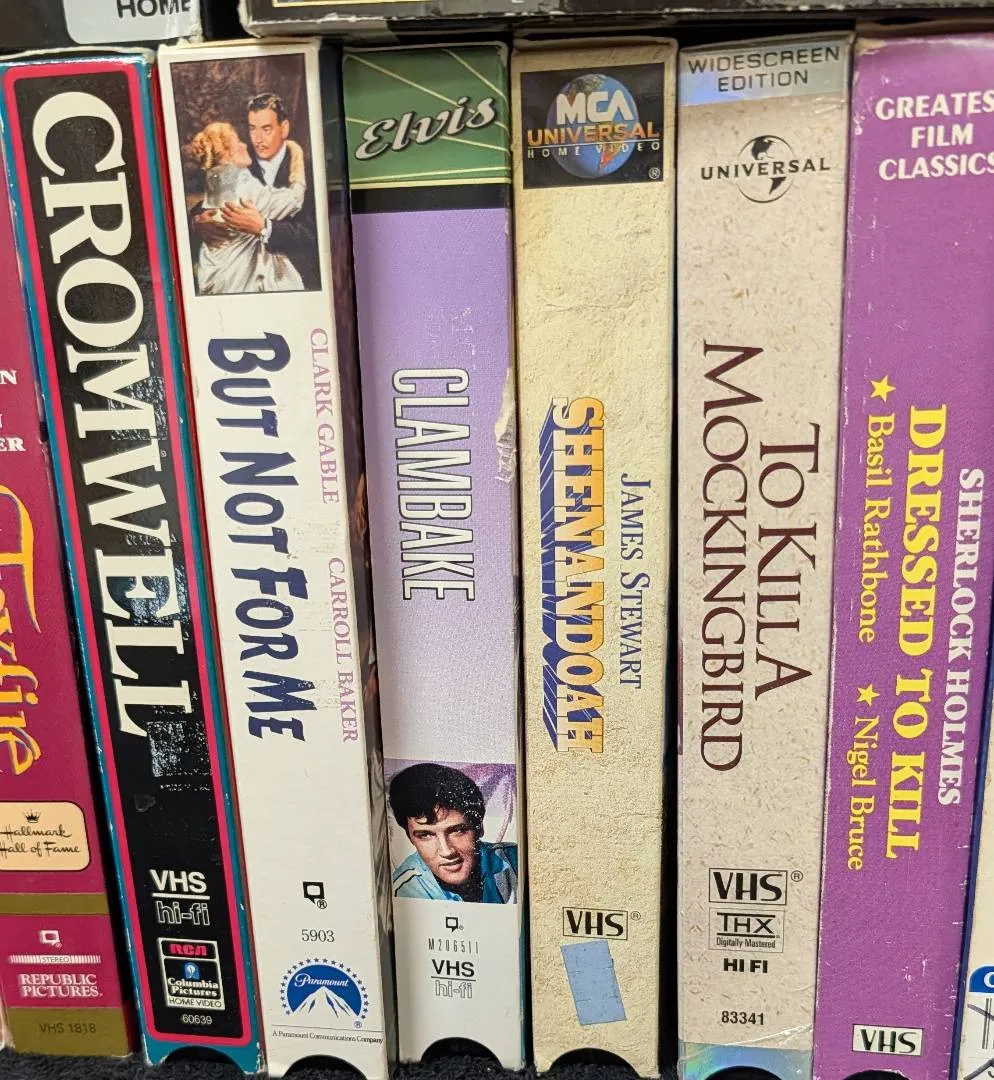 HOME
N
ER
Foxfire
Hallmark
Hall of Fame
STEREO
REPUBLIC
PICTURES.
VHS 1818
CROMWELL
VHS
hi-fi
RCA
Columbia
Pictures
HOME VIDEO
60639
CLARK GABLE CARROLL BAKER
BUT NOT FOR ME
®
5903
Paramount
®
A Paramount Communications Company
Elvis
CLAMBAKE
M206511
VHS
hi-fi
MCA
UNIVERSAL
HOME VIDEO
®
JAMES STEWART
SHENANDOAH
VHS®
WIDESCREEN
EDITION
UNIVERSAL
TO KILL A
MOCKINGBIRD
VHS®
THX
Digitally Mastered
HI FI
83341
GREATES
FILM
CLASSICS
SHERLOCK HOLMES
DRESSED TO KILL
★ Basil Rathbone ★ Nigel Bruce
VHS